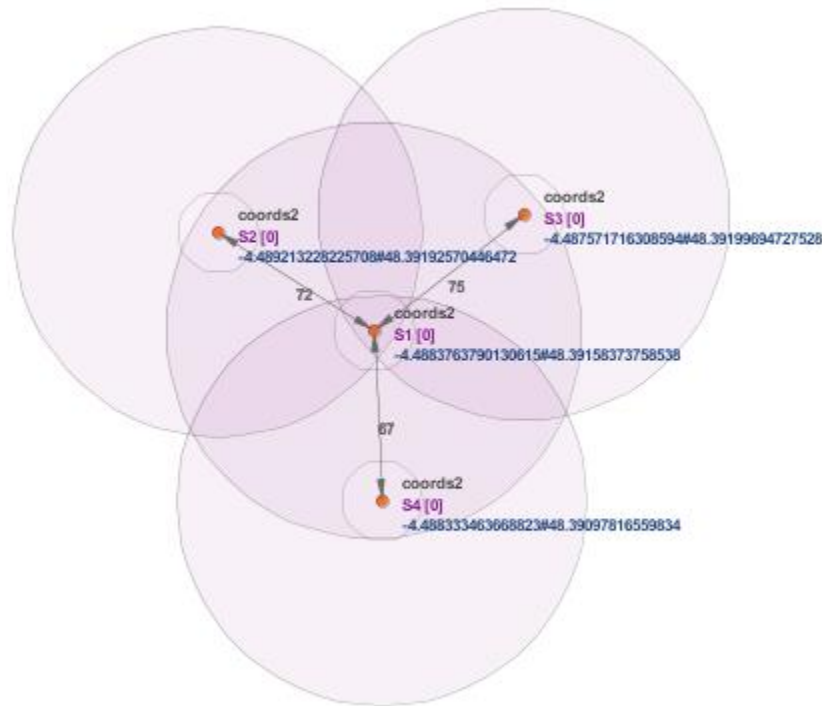 coords2
S3 [0]
-4.487571716308594#48.39199694727528
coords2
S2 [0]
-4.489213228225708#48.39192570446472
72
75
coords2
S1 [0]
-4.4883763790130615#48.39158373758538
67
coords2
S4 [0]
-4.488333463668823#48.39097816559834